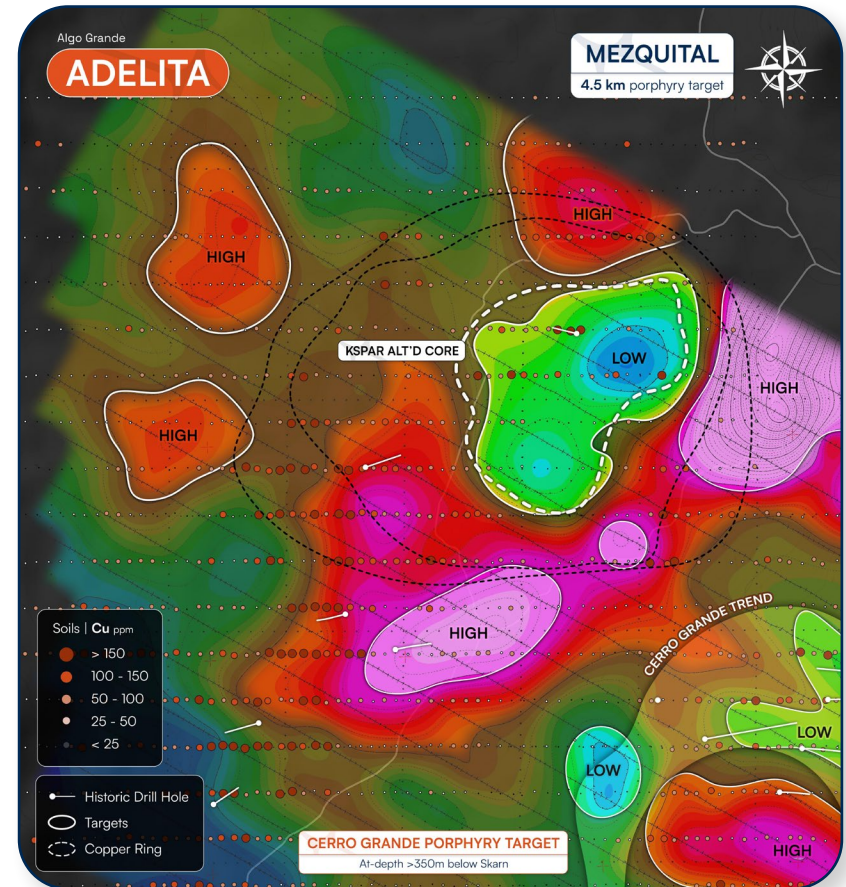 Algo Grande
ADELITA
MEZQUITAL
4.5 km porphyry target
HIGH
HIGH
KSPAR ALT'D CORE
LOW
HIGH
HIGH
HIGH
CERRO GRANDE TREND
LOW
LOW
HIGH
Soils | Cu ppm
> 150
100 - 150
50 - 100
25 - 50
< 25
Historic Drill Hole
Targets
Copper Ring
CERRO GRANDE PORPHYRY TARGET
At-depth >350m below Skarn